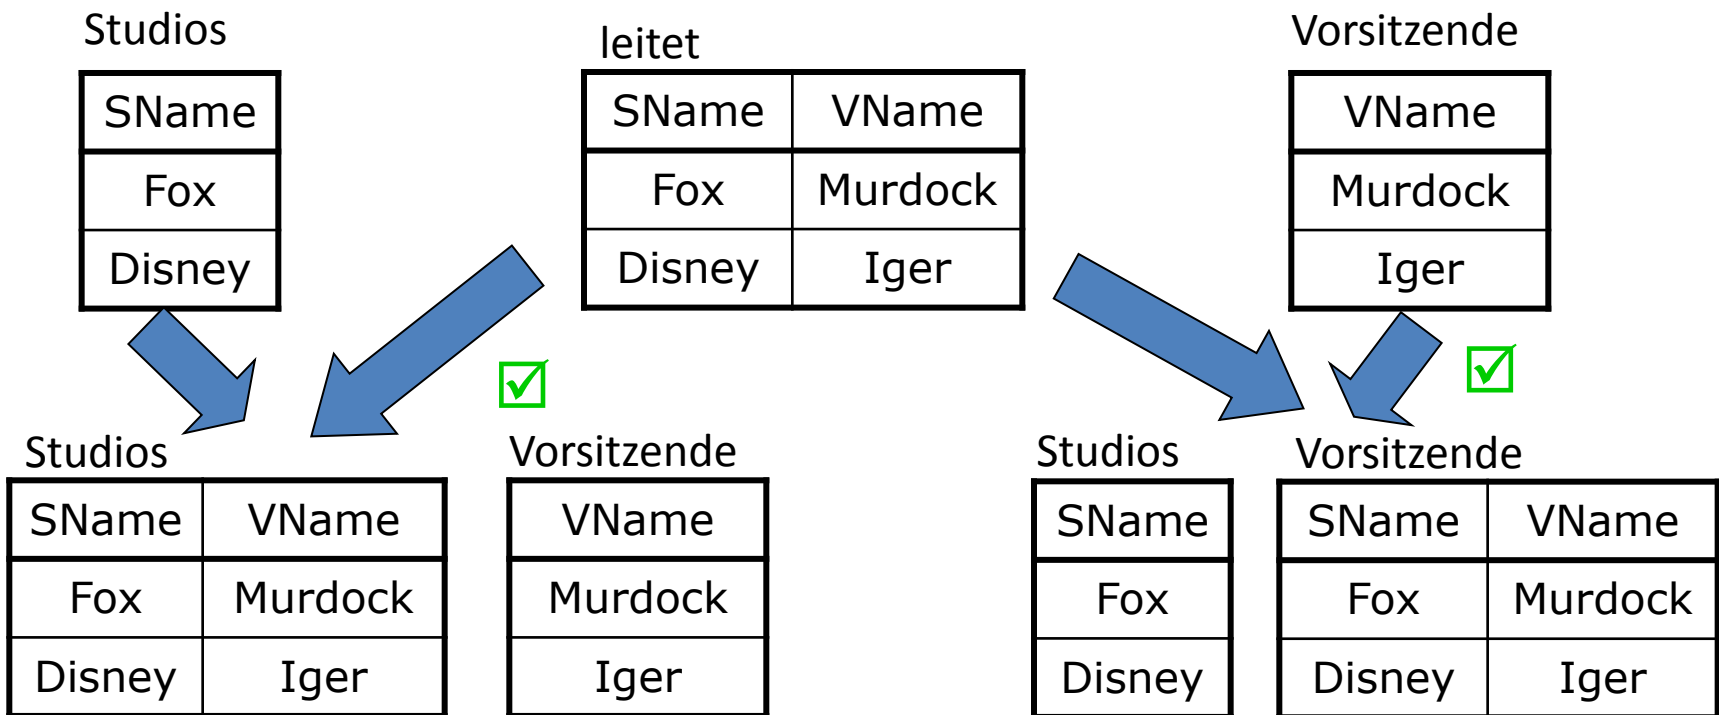 Studios
SName
Fox
Disney
leitet
SName VName
Fox Murdock
Disney Iger
Vorsitzende
VName
Murdock
Iger
Studios
SName VName
Fox Murdock
Disney Iger
Vorsitzende
VName
Murdock
Iger
Studios
SName
Fox
Disney
Vorsitzende
SName VName
Fox Murdock
Disney Iger